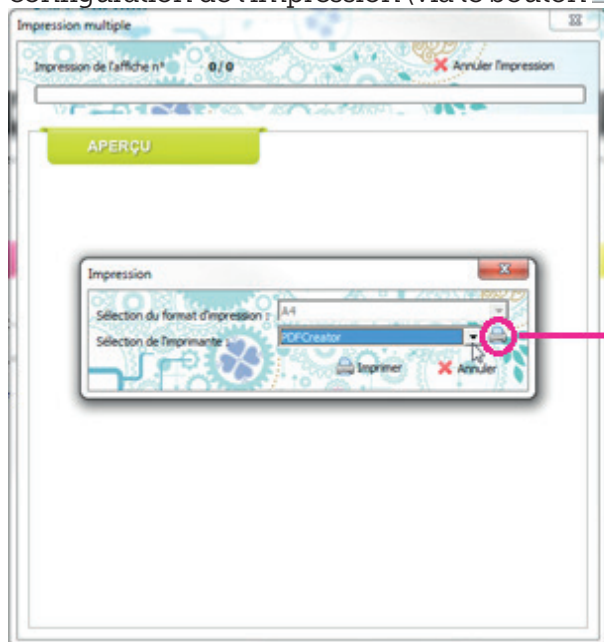 configuration de l'impression (via le bouton
Impression multiple
Impression de l'affiche n° 0 / 0 Annuler l'impression
APERÇU
Impression
Sélection du format d'impression : A4
Sélection de l'imprimante : PDFCreator
Imprimer Annuler